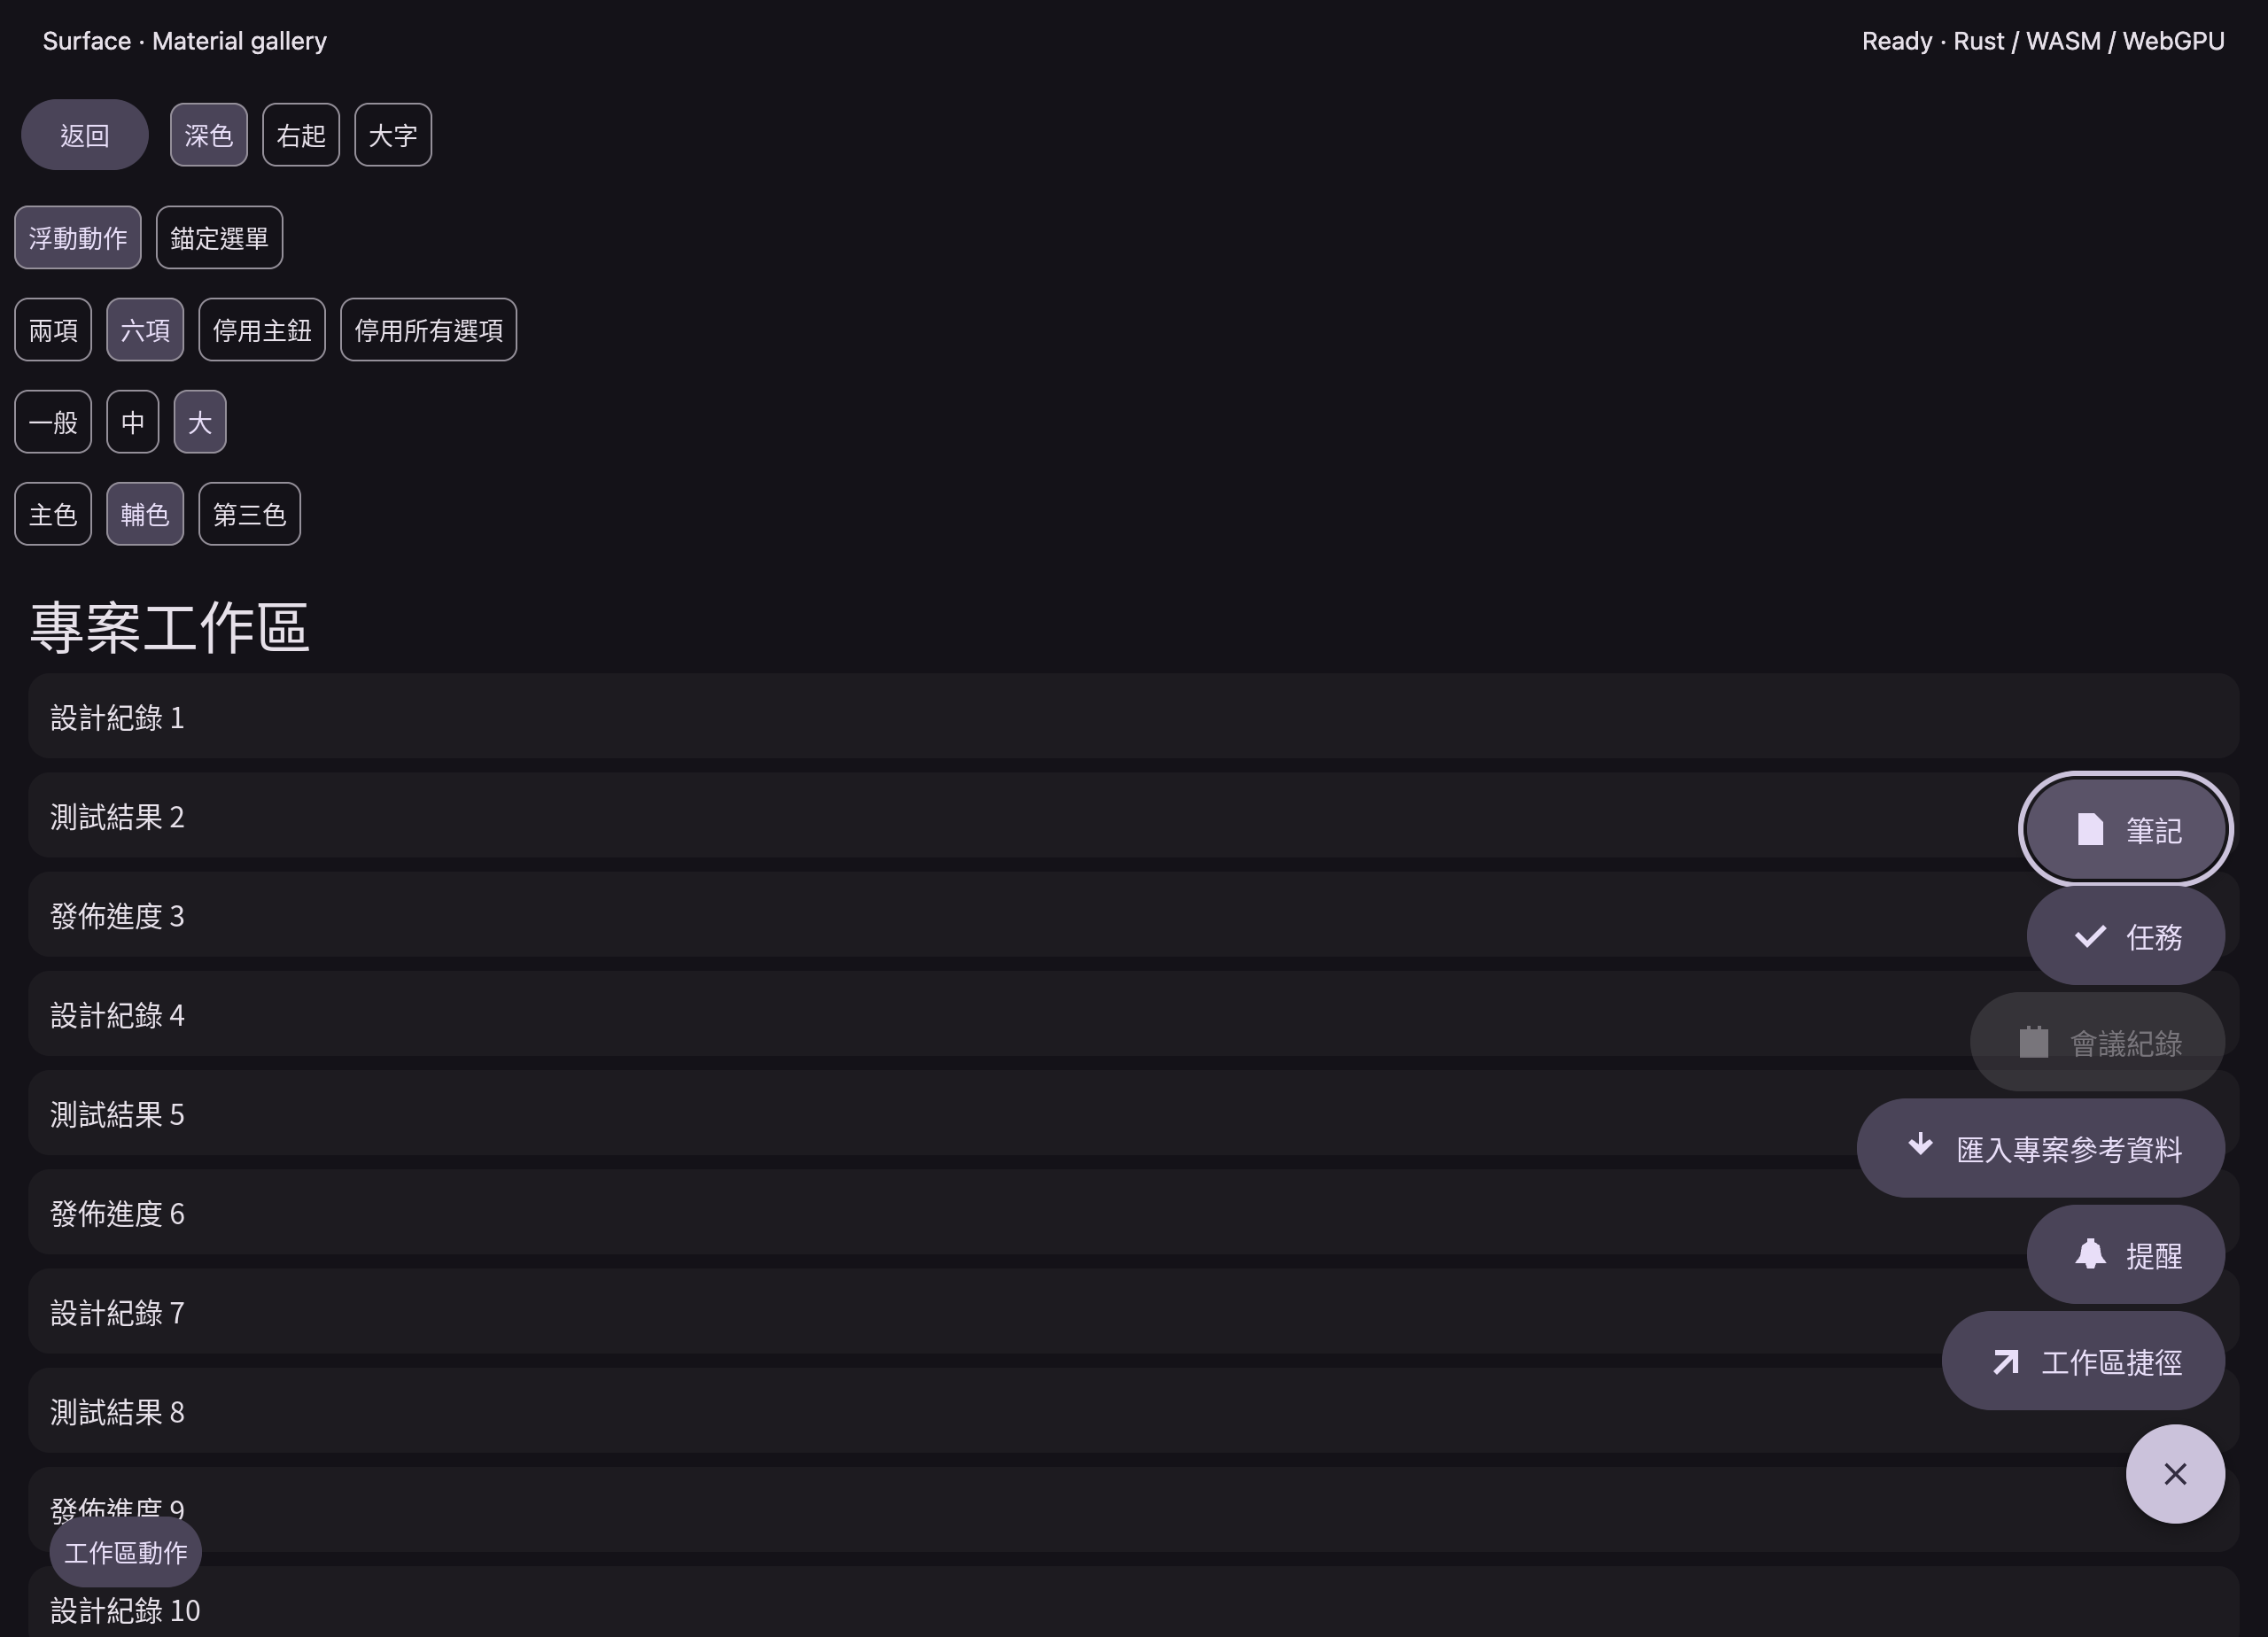 Surface · Material gallery
Ready · Rust / WASM / WebGPU
返回
深色
右起
大字
浮動動作
錨定選單
兩項
六項
停用主鈕
停用所有選項
一般
中
大
主色
輔色
第三色
專案工作區
設計紀錄 1
測試結果 2
筆記
發佈進度 3
任務
設計紀錄 4
會議紀錄
測試結果 5
匯入專案參考資料
發佈進度 6
提醒
設計紀錄 7
工作區捷徑
測試結果 8
發佈進度 9
工作區動作
設計紀錄 10